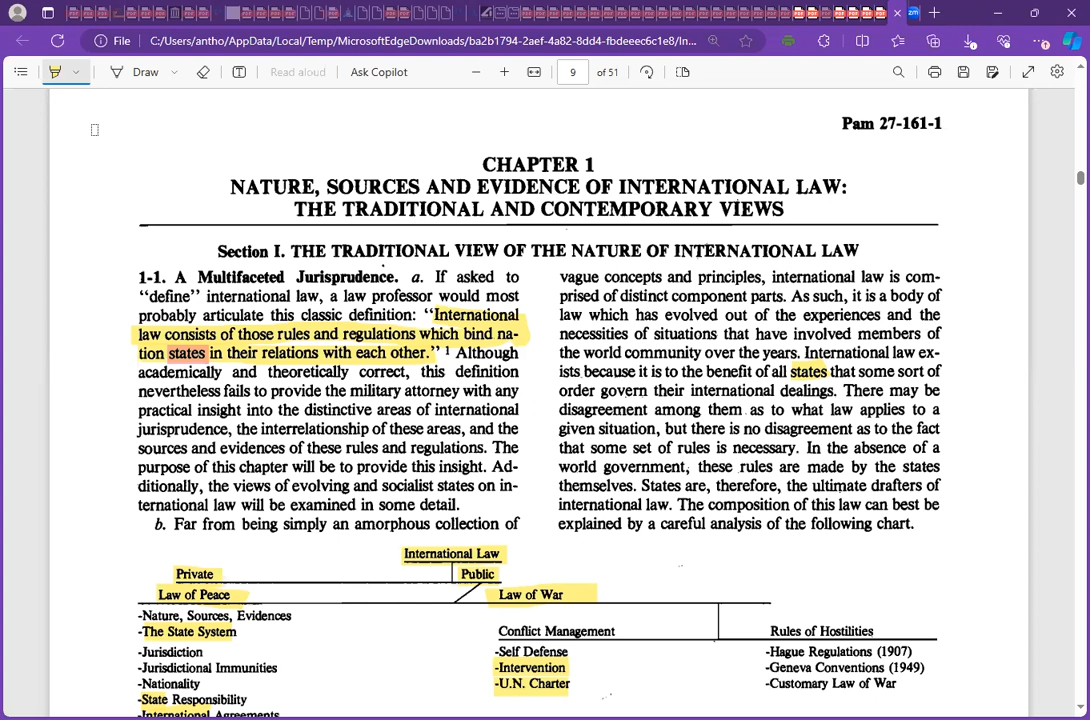 File
C:/Users/antho/AppData/Local/Temp/MicrosoftEdgeDownloads/ba2b1794-2aef-4a82-8dd4-fbdeeec6c1e8/In...
Draw
Read aloud
Ask Copilot
9
of 51
Pam 27-161-1
CHAPTER 1
NATURE, SOURCES AND EVIDENCE OF INTERNATIONAL LAW:
THE TRADITIONAL AND CONTEMPORARY VIEWS
Section I. THE TRADITIONAL VIEW OF THE NATURE OF INTERNATIONAL LAW
1-1. A Multifaceted Jurisprudence. a. If asked to
“define” international law, a law professor would most
probably articulate this classic definition: “International
law consists of those rules and regulations which bind na-
tion states in their relations with each other.” 1 Although
academically and theoretically correct, this definition
nevertheless fails to provide the military attorney with any
practical insight into the distinctive areas of international
jurisprudence, the interrelationship of these areas, and the
sources and evidences of these rules and regulations. The
purpose of this chapter will be to provide this insight. Ad-
ditionally, the views of evolving and socialist states on in-
ternational law will be examined in some detail.
b. Far from being simply an amorphous collection of
vague concepts and principles, international law is com-
prised of distinct component parts. As such, it is a body of
law which has evolved out of the experiences and the
necessities of situations that have involved members of
the world community over the years. International law ex-
ists because it is to the benefit of all states that some sort of
order govern their international dealings. There may be
disagreement among them as to what law applies to a
given situation, but there is no disagreement as to the fact
that some set of rules is necessary. In the absence of a
world government, these rules are made by the states
themselves. States are, therefore, the ultimate drafters of
international law. The composition of this law can best be
explained by a careful analysis of the following chart.
International Law
Private
Public
Law of Peace
Law of War
-Nature, Sources, Evidences
-The State System
-Jurisdiction
-Jurisdictional Immunities
-Nationality
-State Responsibility
-International Agreements
Conflict Management
-Self Defense
-Intervention
-U.N. Charter
Rules of Hostilities
-Hague Regulations (1907)
-Geneva Conventions (1949)
-Customary Law of War